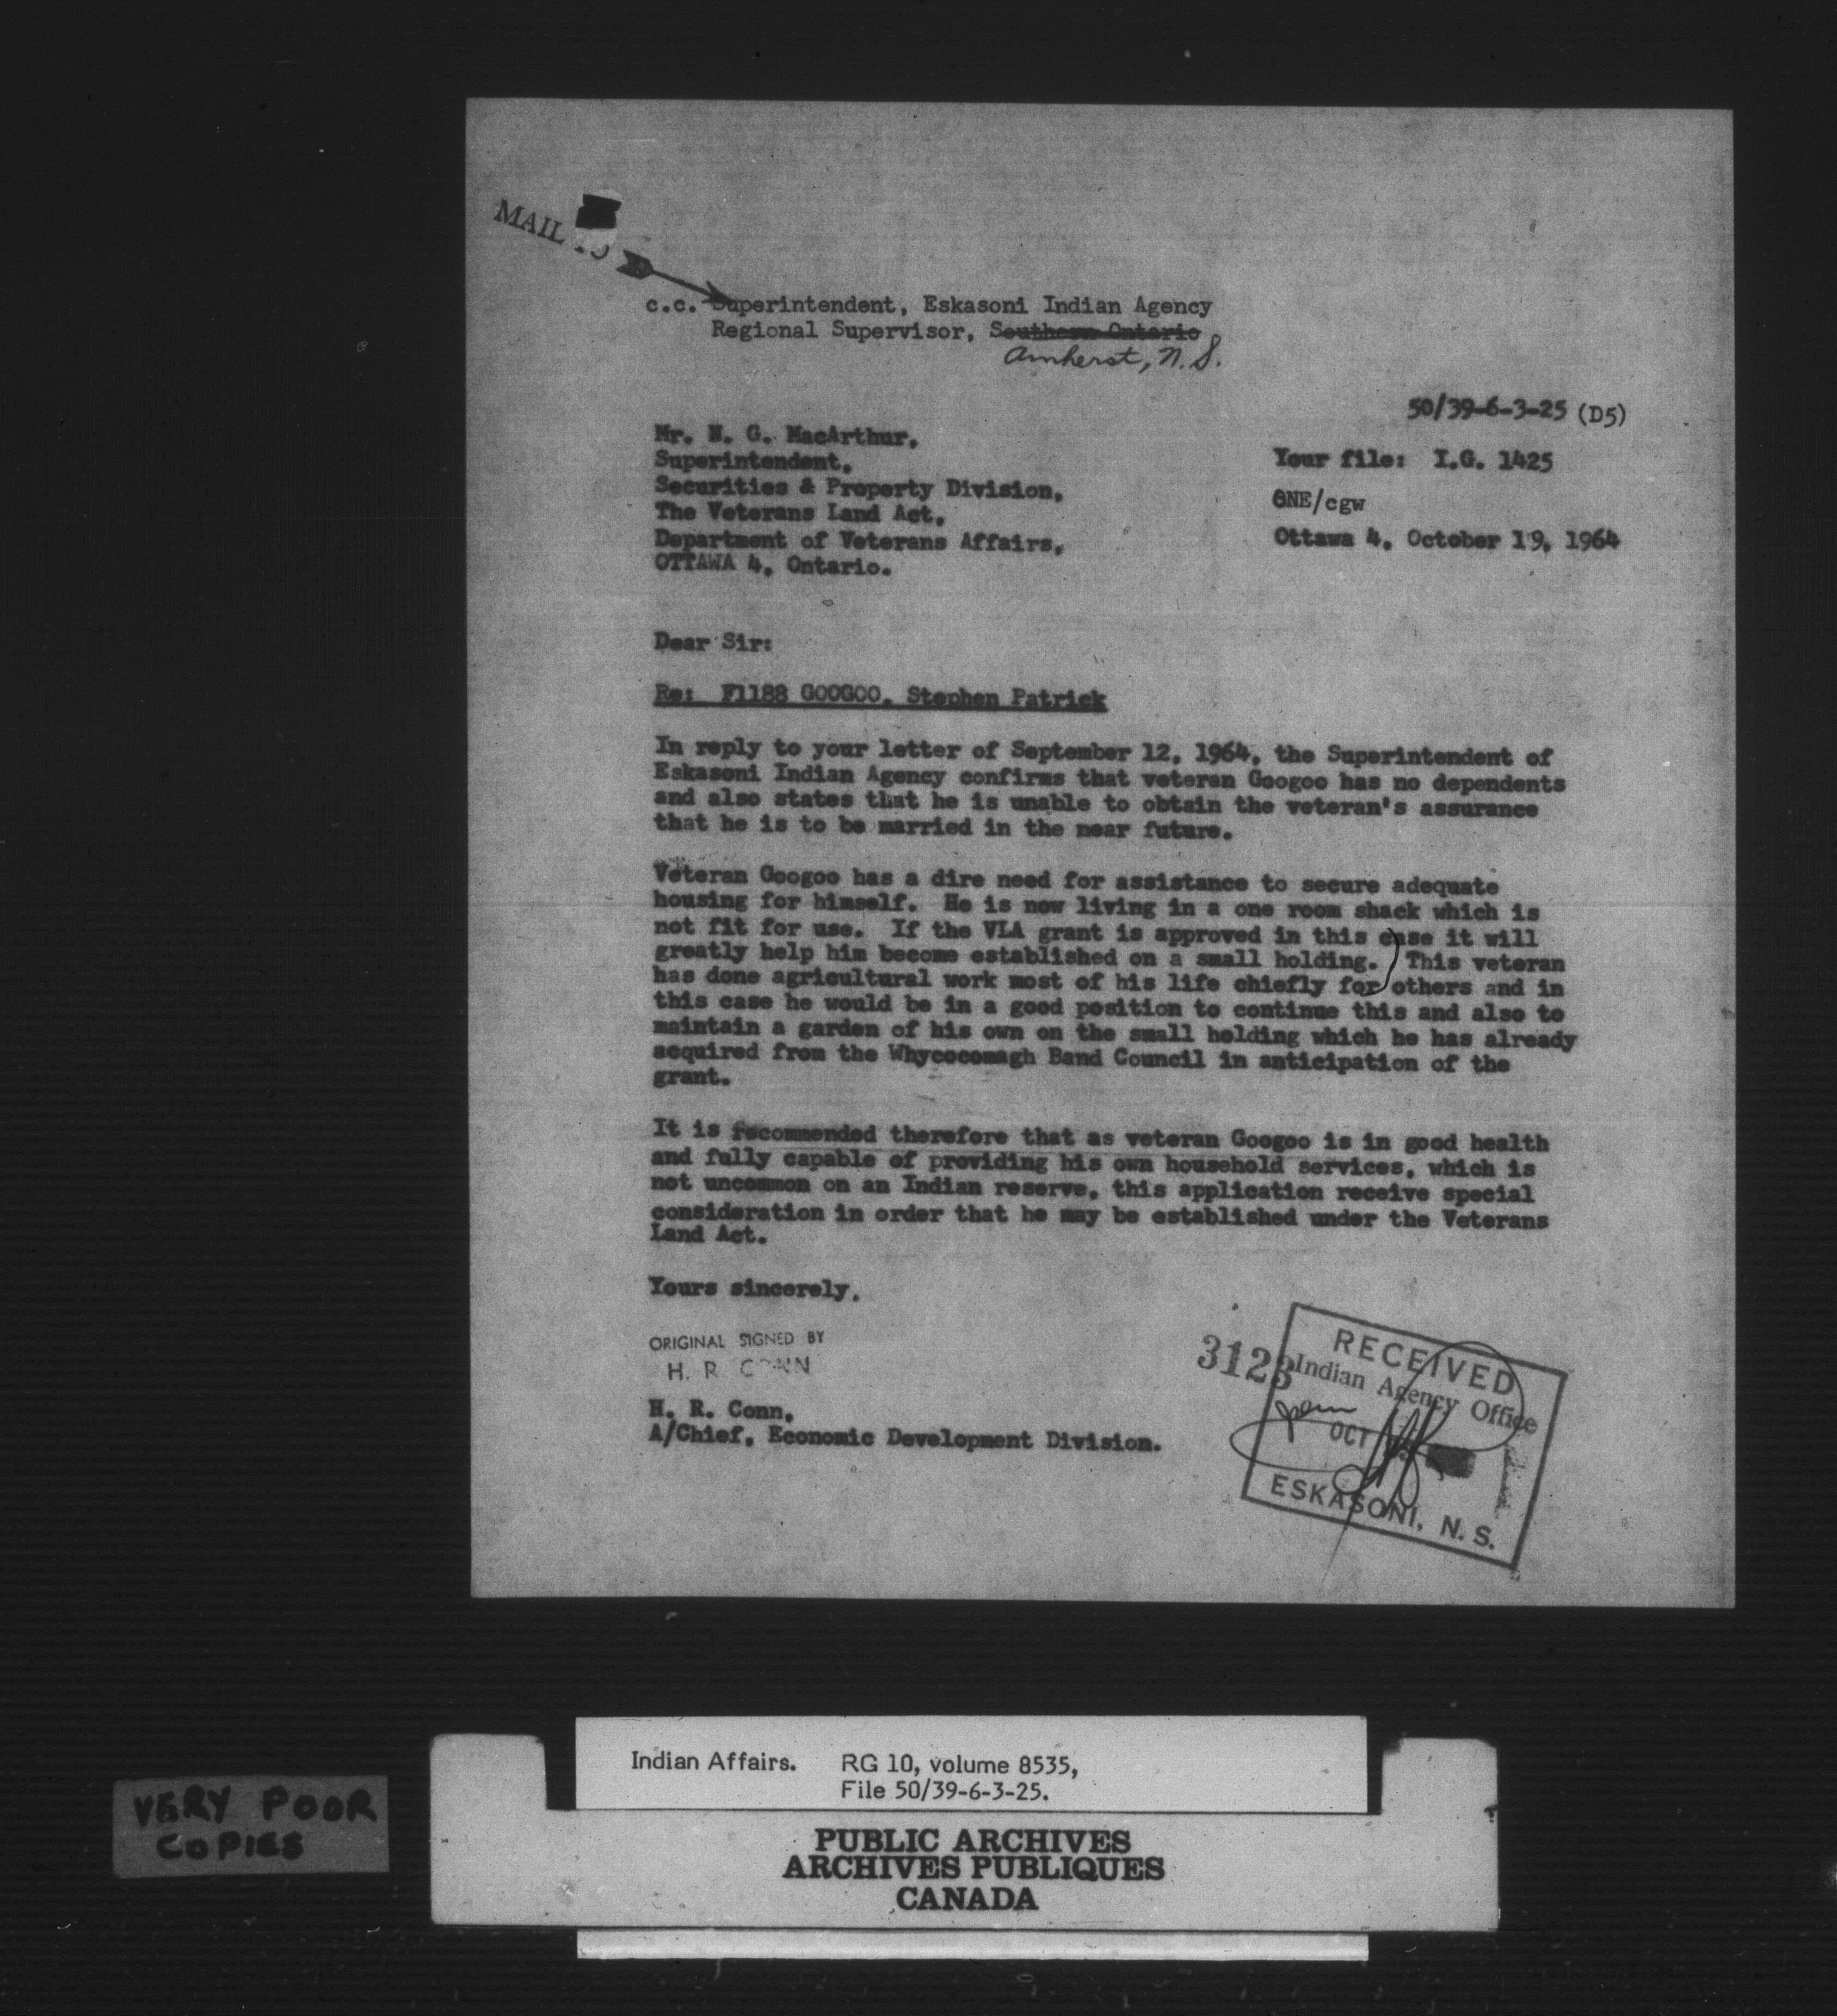 MAIL TO
c.c. Superintendent, Eskasoni Indian Agency
Regional Supervisor, Southern Ontario
Amherst, N.S.
50/39-6-3-25 (D5)
Mr. N. G. MacArthur,
Superintendent,
Securities & Property Division,
The Veterans Land Act,
Department of Veterans Affairs,
OTTAWA 4, Ontario.
Your file: I.G. 1425
ONE/cgw
Ottawa 4, October 19, 1964
Dear Sir:
Re: F1188 GOOGOO, Stephen Patrick
In reply to your letter of September 12, 1964, the Superintendent of
Eskasoni Indian Agency confirms that veteran Googoo has no dependents
and also states that he is unable to obtain the veteran's assurance
that he is to be married in the near future.
Veteran Googoo has a dire need for assistance to secure adequate
housing for himself. He is now living in a one room shack which is
not fit for use. If the VLA grant is approved in this case it will
greatly help him become established on a small holding. This veteran
has done agricultural work most of his life chiefly for others and in
this case he would be in a good position to continue this and also to
maintain a garden of his own on the small holding which he has already
acquired from the Whycocomagh Band Council in anticipation of the
grant.
It is recommended therefore that as veteran Googoo is in good health
and fully capable of providing his own household services, which is
not uncommon on an Indian reserve, this application receive special
consideration in order that he may be established under the Veterans
Land Act.
Yours sincerely,
ORIGINAL SIGNED BY
H. R. CONN
H. R. Conn,
A/Chief, Economic Development Division.
3123
RECEIVED
Indian Agency Office
OCT
ESKASONI, N. S.
Indian Affairs. RG 10, volume 8535,
File 50/39-6-3-25.
VERY POOR
COPIES
PUBLIC ARCHIVES
ARCHIVES PUBLIQUES
CANADA